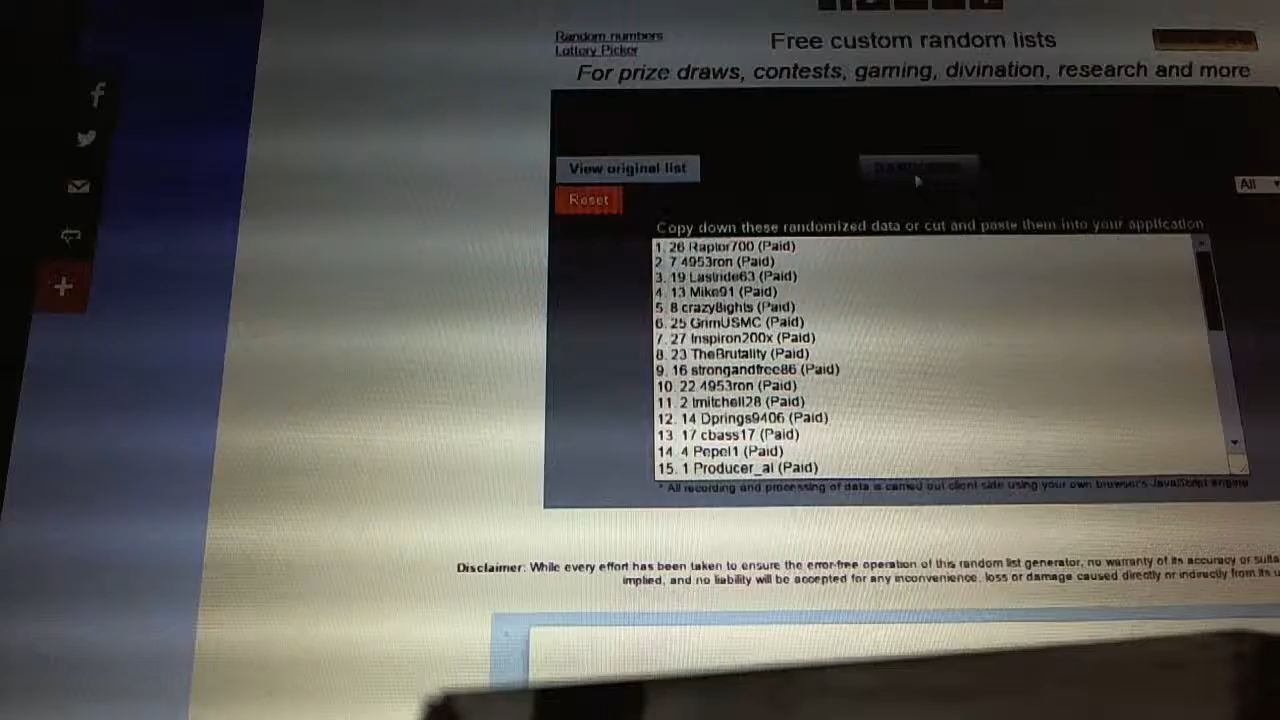 Random numbers
Lottery Picker
Free custom random lists
For prize draws, contests, gaming, divination, research and more
View original list
Reset
All
Copy down these randomized data or cut and paste them into your application
1. 26 Raptor700 (Paid)
2. 7 4953ron (Paid)
3. 19 Lastride63 (Paid)
4. 13 Mike91 (Paid)
5. 8 crazy8ights (Paid)
6. 25 GrimUSMC (Paid)
7. 27 Inspiron200x (Paid)
8. 23 TheBrutality (Paid)
9. 16 strongandfree86 (Paid)
10. 22 4953ron (Paid)
11. 2 lmitchell28 (Paid)
12. 14 Dprings9406 (Paid)
13. 17 cbass17 (Paid)
14. 4 Pepel1 (Paid)
15. 1 Producer_al (Paid)
* All recording and processing of data is carried out client side using your own browser's JavaScript engine
Disclaimer: While every effort has been taken to ensure the error-free operation of this random list generator, no warranty of its accuracy or
implied, and no liability will be accepted for any inconvenience, loss or damage caused directly or indirectly from its